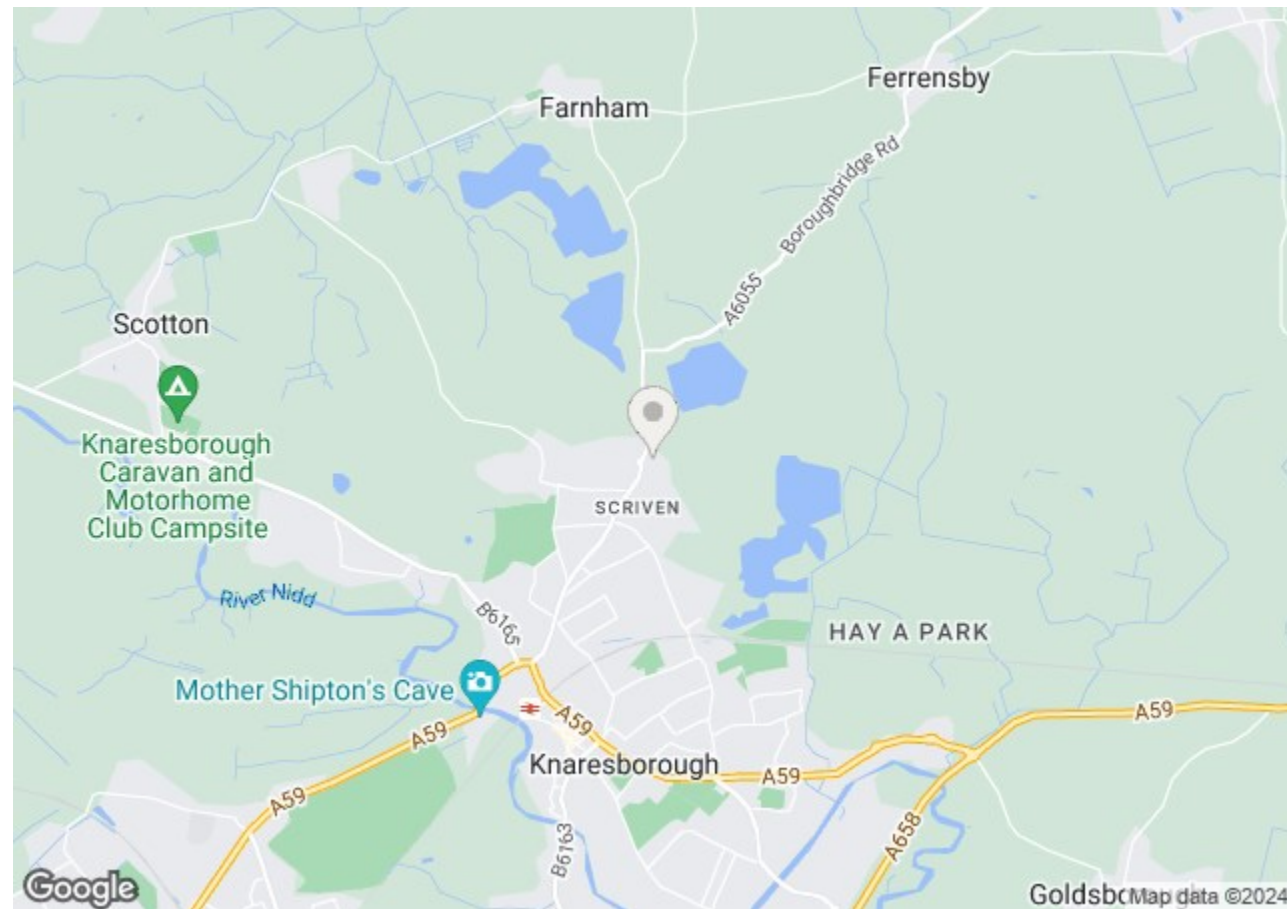 Ferrensby
Farnham
Boroughbridge Rd
A6055
Scotton
Knaresborough
Caravan and
Motorhome
Club Campsite
SCRIVEN
River Nidd
B6165
HAY A PARK
Mother Shipton's Cave
A59
A59
A59
Knaresborough
A59
A59
A658
B6163
Google
Map data ©2024